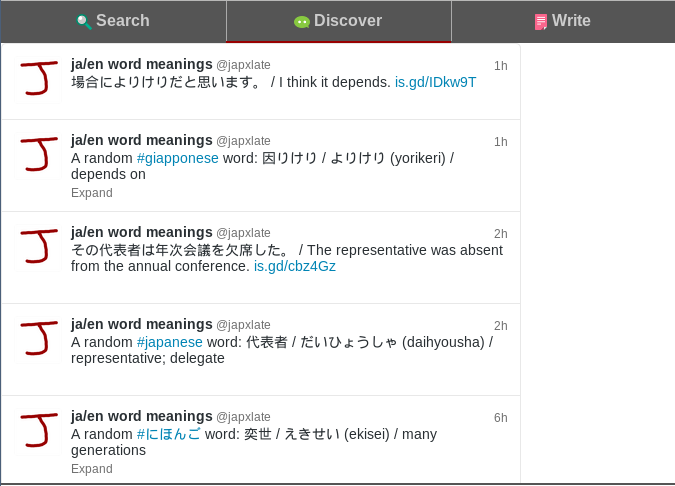 Search Discover Write
ja/en word meanings @japxlate 1h
場合によりけりだと思います。 / I think it depends. is.gd/IDkw9T
ja/en word meanings @japxlate 1h
A random #giapponese word: 因りけり / よりけり (yorikeri) /
depends on
Expand
ja/en word meanings @japxlate 2h
その代表者は年次会議を欠席した。 / The representative was absent
from the annual conference. is.gd/cbz4Gz
ja/en word meanings @japxlate 2h
A random #japanese word: 代表者 / だいひょうしゃ (daihyousha) /
representative; delegate
ja/en word meanings @japxlate 6h
A random #にほんご word: 奕世 / えきせい (ekisei) / many
generations
Expand